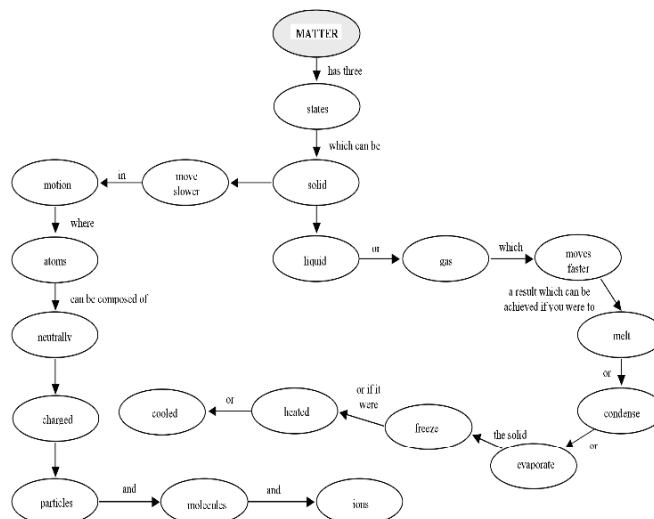 MATTER
has three
states
which can be
solid
move
slower
in
motion
where
atoms
can be composed of
neutrally
charged
particles
and
molecules
and
ions
liquid
or
gas
which
moves
faster
a result which can be
achieved if you were to
melt
or
condense
or
evaporate
the solid
freeze
or if it
were
heated
or
cooled